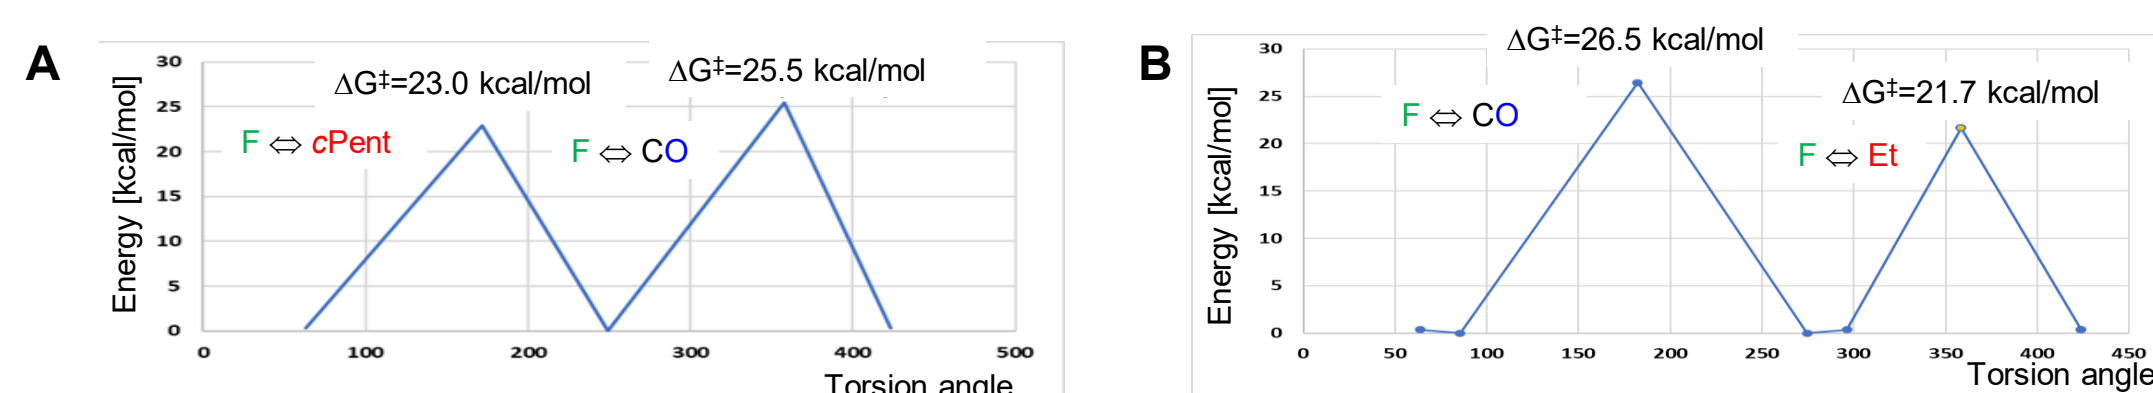 A
ΔG‡=23.0 kcal/mol
ΔG‡=25.5 kcal/mol
F ⇔ cPent
F ⇔ CO
Energy [kcal/mol]
30
25
20
15
10
5
0
0 100 200 300 400 500
Torsion angle
B
ΔG‡=26.5 kcal/mol
ΔG‡=21.7 kcal/mol
F ⇔ CO
F ⇔ Et
Energy [kcal/mol]
30
25
20
15
10
5
0
0 50 100 150 200 250 300 350 400 450
Torsion angle